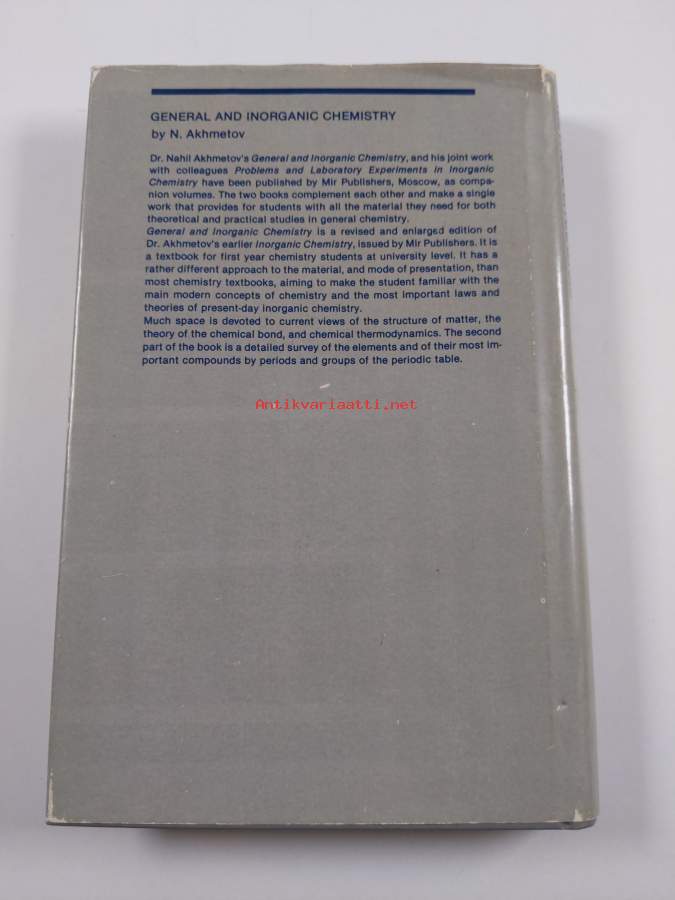 GENERAL AND INORGANIC CHEMISTRY
by N. Akhmetov
Dr. Nahil Akhmetov's General and Inorganic Chemistry, and his joint work
with colleagues Problems and Laboratory Experiments in Inorganic
Chemistry have been published by Mir Publishers, Moscow, as compa-
nion volumes. The two books complement each other and make a single
work that provides for students with all the material they need for both
theoretical and practical studies in general chemistry.
General and Inorganic Chemistry is a revised and enlarged edition of
Dr. Akhmetov's earlier Inorganic Chemistry, issued by Mir Publishers. It is
a textbook for first year chemistry students at university level. It has a
rather different approach to the material, and mode of presentation, than
most chemistry textbooks, aiming to make the student familiar with the
main modern concepts of chemistry and the most important laws and
theories of present-day inorganic chemistry.
Much space is devoted to current views of the structure of matter, the
theory of the chemical bond, and chemical thermodynamics. The second
part of the book is a detailed survey of the elements and of their most im-
portant compounds by periods and groups of the periodic table.
Antikvariaatti.net